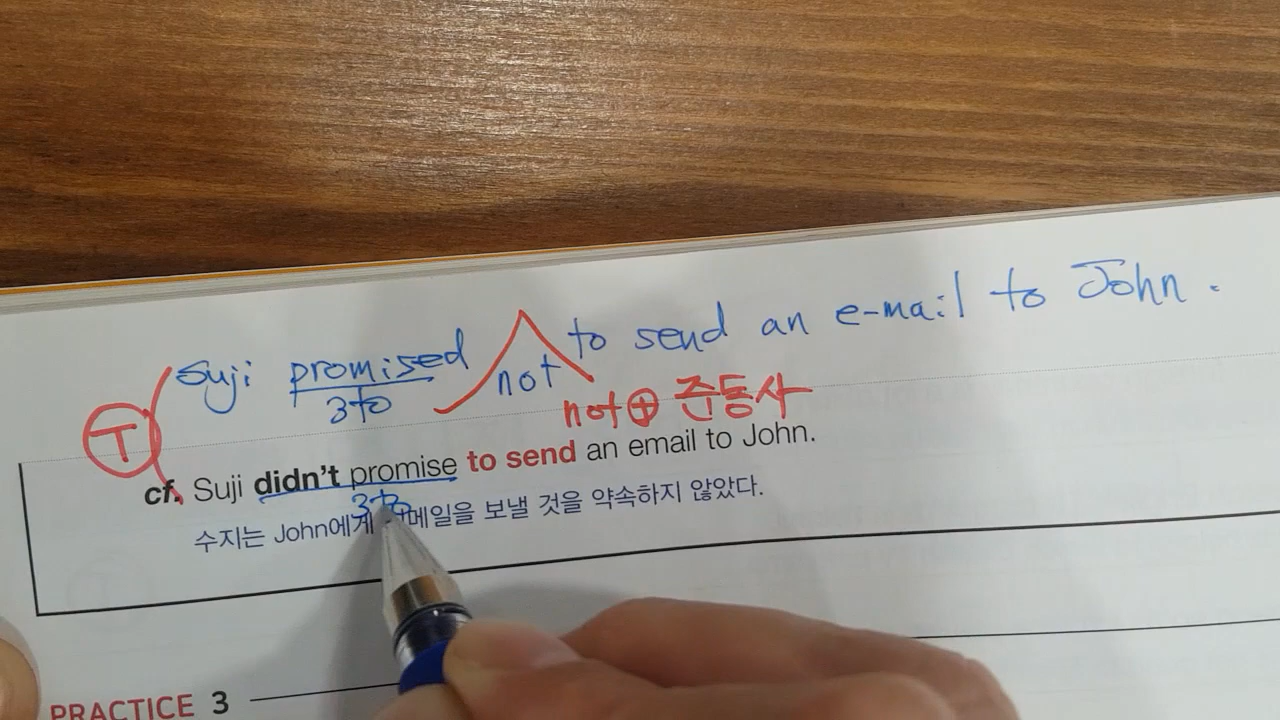 Suji promised not to send an e-mail to John.
3to
not ⊕ 준동사
T
cf. Suji didn't promise to send an email to John.
3to
수지는 John에게 메일을 보낼 것을 약속하지 않았다.
PRACTICE 3